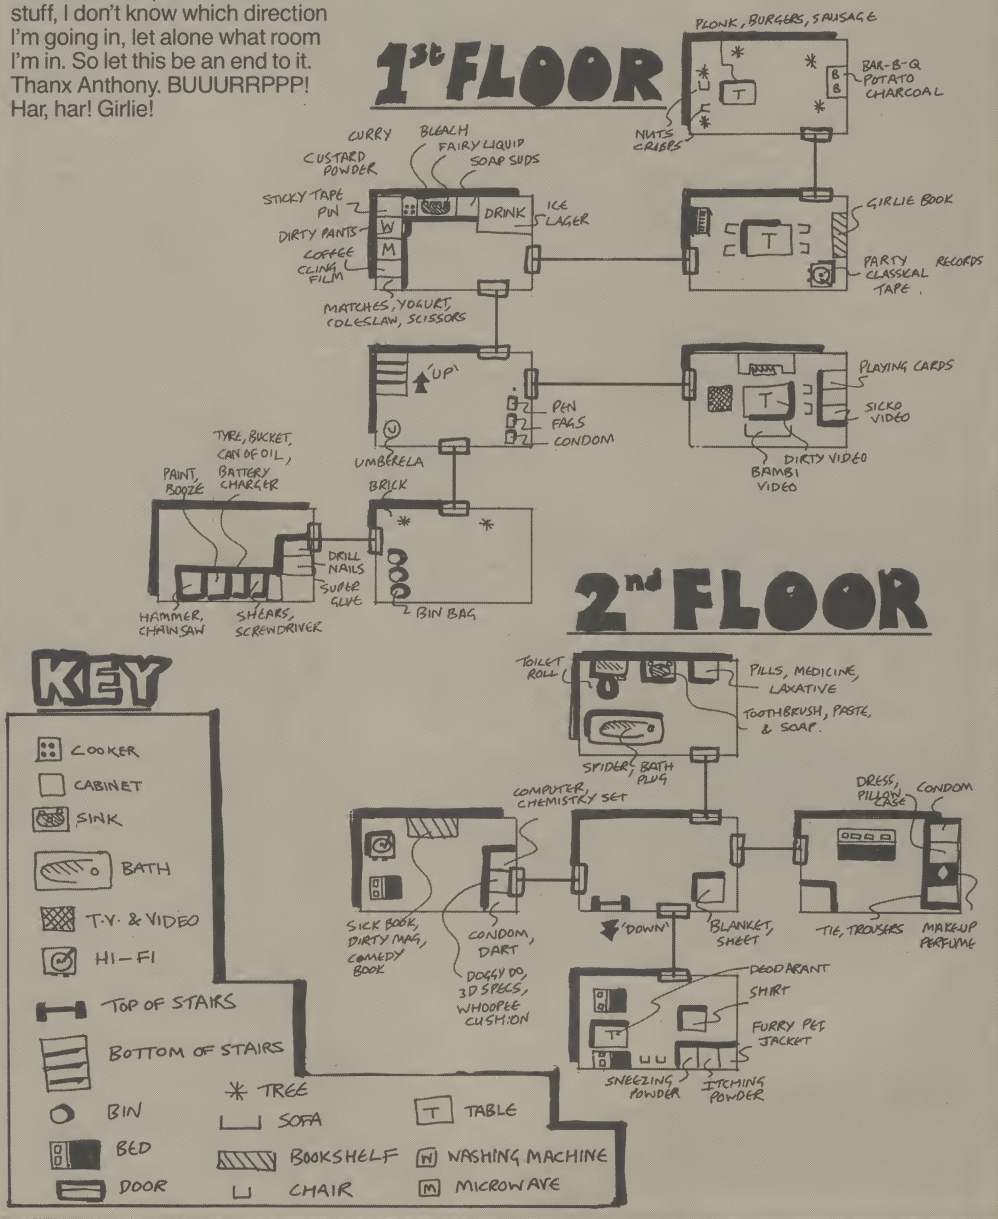 stuff, I don't know which direction
I'm going in, let alone what room
I'm in. So let this be an end to it.
Thanx Anthony. BUUURRPPP!
Har, har! Girlie!
1st FLOOR
PLONK, BURGERS, SAUSAGE
T
B
B
BAR-B-Q
POTATO
CHARCOAL
NUTS
CRISPS
CURRY
BLEACH
FAIRY LIQUID
SOAP SUDS
CUSTARD
POWDER
STICKY TAPE
PIN
DIRTY PANTS
COFFEE
CLING
FILM
W
M
DRINK
ICE
LAGER
MATCHES, YOGURT,
COLESLAW, SCISSORS
GIRLIE BOOK
T
PARTY RECORDS
CLASSICAL
TAPE.
'UP'
U
PEN
FAGS
CONDOM
UMBERELA
T
PLAYING CARDS
SICKO
VIDEO
DIRTY VIDEO
BAMBI
VIDEO
TYRE, BUCKET,
CAN OF OIL,
BATTERY
CHARGER
PAINT,
BOOZE
BRICK
DRILL
NAILS
SUPER
GLUE
HAMMER,
CHAINSAW
SHEARS,
SCREWDRIVER
BIN BAG
2nd FLOOR
TOILET
ROLL
PILLS, MEDICINE,
LAXATIVE
TOOTHBRUSH, PASTE,
& SOAP.
SPIDER, BATH
PLUG
COMPUTER,
CHEMISTRY SET
DRESS,
PILLOW
CASE
CONDOM
SICK BOOK,
DIRTY MAG,
COMEDY
BOOK
CONDOM,
DART
DOGGY DO,
3D SPECS,
WHOOPEE
CUSHION
'DOWN'
BLANKET,
SHEET
TIE, TROUSERS
MAKE-UP
PERFUME
DEODARANT
SHIRT
FURRY PET
JACKET
T
SNEEZING
POWDER
ITCHING
POWDER
KEY
COOKER
CABINET
SINK
BATH
T.V. & VIDEO
HI-FI
TOP OF STAIRS
BOTTOM OF STAIRS
BIN
BED
DOOR
TREE
SOFA
BOOKSHELF
CHAIR
T TABLE
W WASHING MACHINE
M MICROWAVE